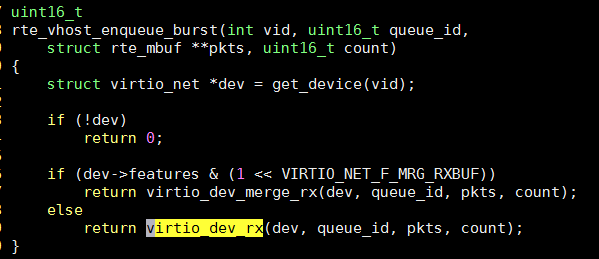 uint16_t
rte_vhost_enqueue_burst(int vid, uint16_t queue_id,
    struct rte_mbuf **pkts, uint16_t count)
{
    struct virtio_net *dev = get_device(vid);

    if (!dev)
        return 0;

    if (dev->features & (1 << VIRTIO_NET_F_MRG_RXBUF))
        return virtio_dev_merge_rx(dev, queue_id, pkts, count);
    else
        return virtio_dev_rx(dev, queue_id, pkts, count);
}